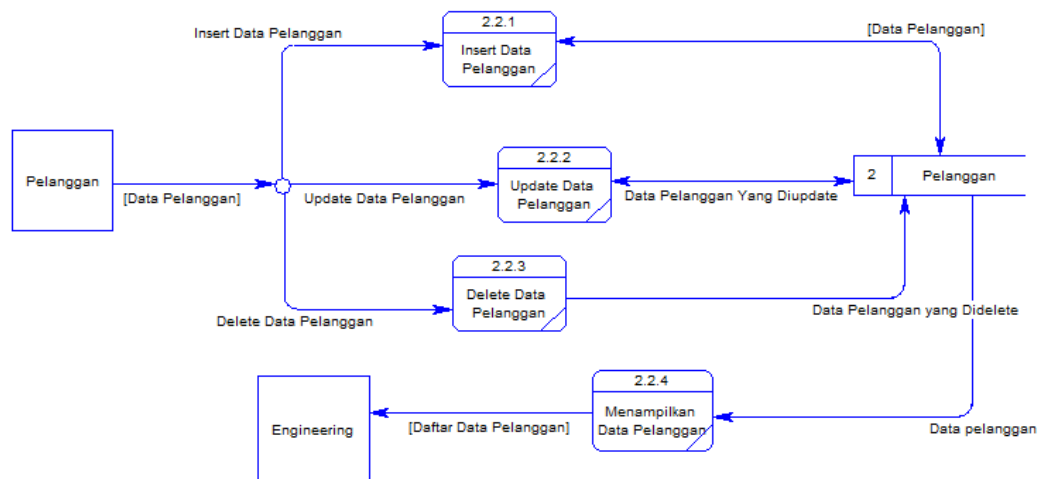 2.2.1
Insert Data Pelanggan
[Data Pelanggan]
Insert Data
Pelanggan
2.2.2
2
Pelanggan
Pelanggan
[Data Pelanggan]
Update Data Pelanggan
Update Data
Pelanggan
Data Pelanggan Yang Diupdate
2.2.3
Delete Data
Pelanggan
Data Pelanggan yang Didelete
Delete Data Pelanggan
2.2.4
Menampilkan
Data Pelanggan
Engineering
[Daftar Data Pelanggan]
Data pelanggan